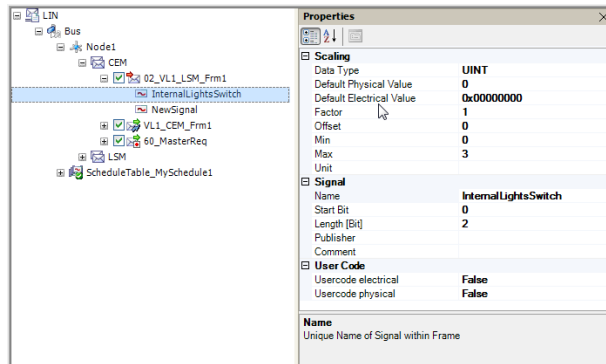 LIN
Bus
Node1
CEM
02_VL1_LSM_Frm1
InternalLightsSwitch
NewSignal
VL1_CEM_Frm1
60_MasterReq
LSM
ScheduleTable_MySchedule1
Properties
Scaling
Data Type UINT
Default Physical Value 0
Default Electrical Value 0x00000000
Factor 1
Offset 0
Min 0
Max 3
Unit
Signal
Name InternalLightsSwitch
Start Bit 0
Length [Bit] 2
Publisher
Comment
User Code
Usercode electrical False
Usercode physical False
Name
Unique Name of Signal within Frame